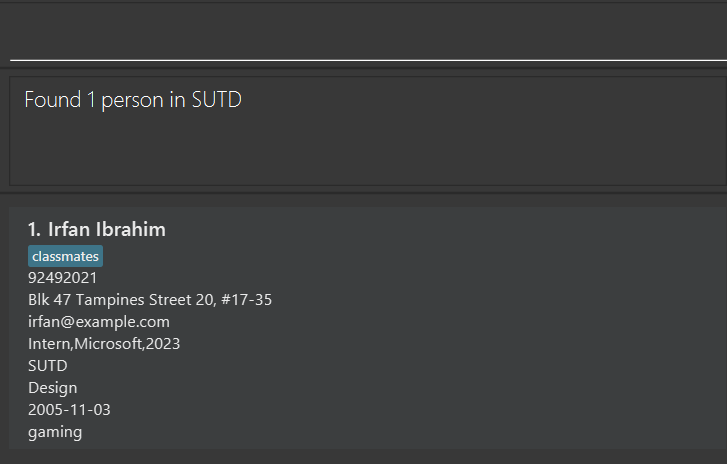 Found 1 person in SUTD
1. Irfan Ibrahim
classmates
92492021
Blk 47 Tampines Street 20, #17-35
irfan@example.com
Intern,Microsoft,2023
SUTD
Design
2005-11-03
gaming